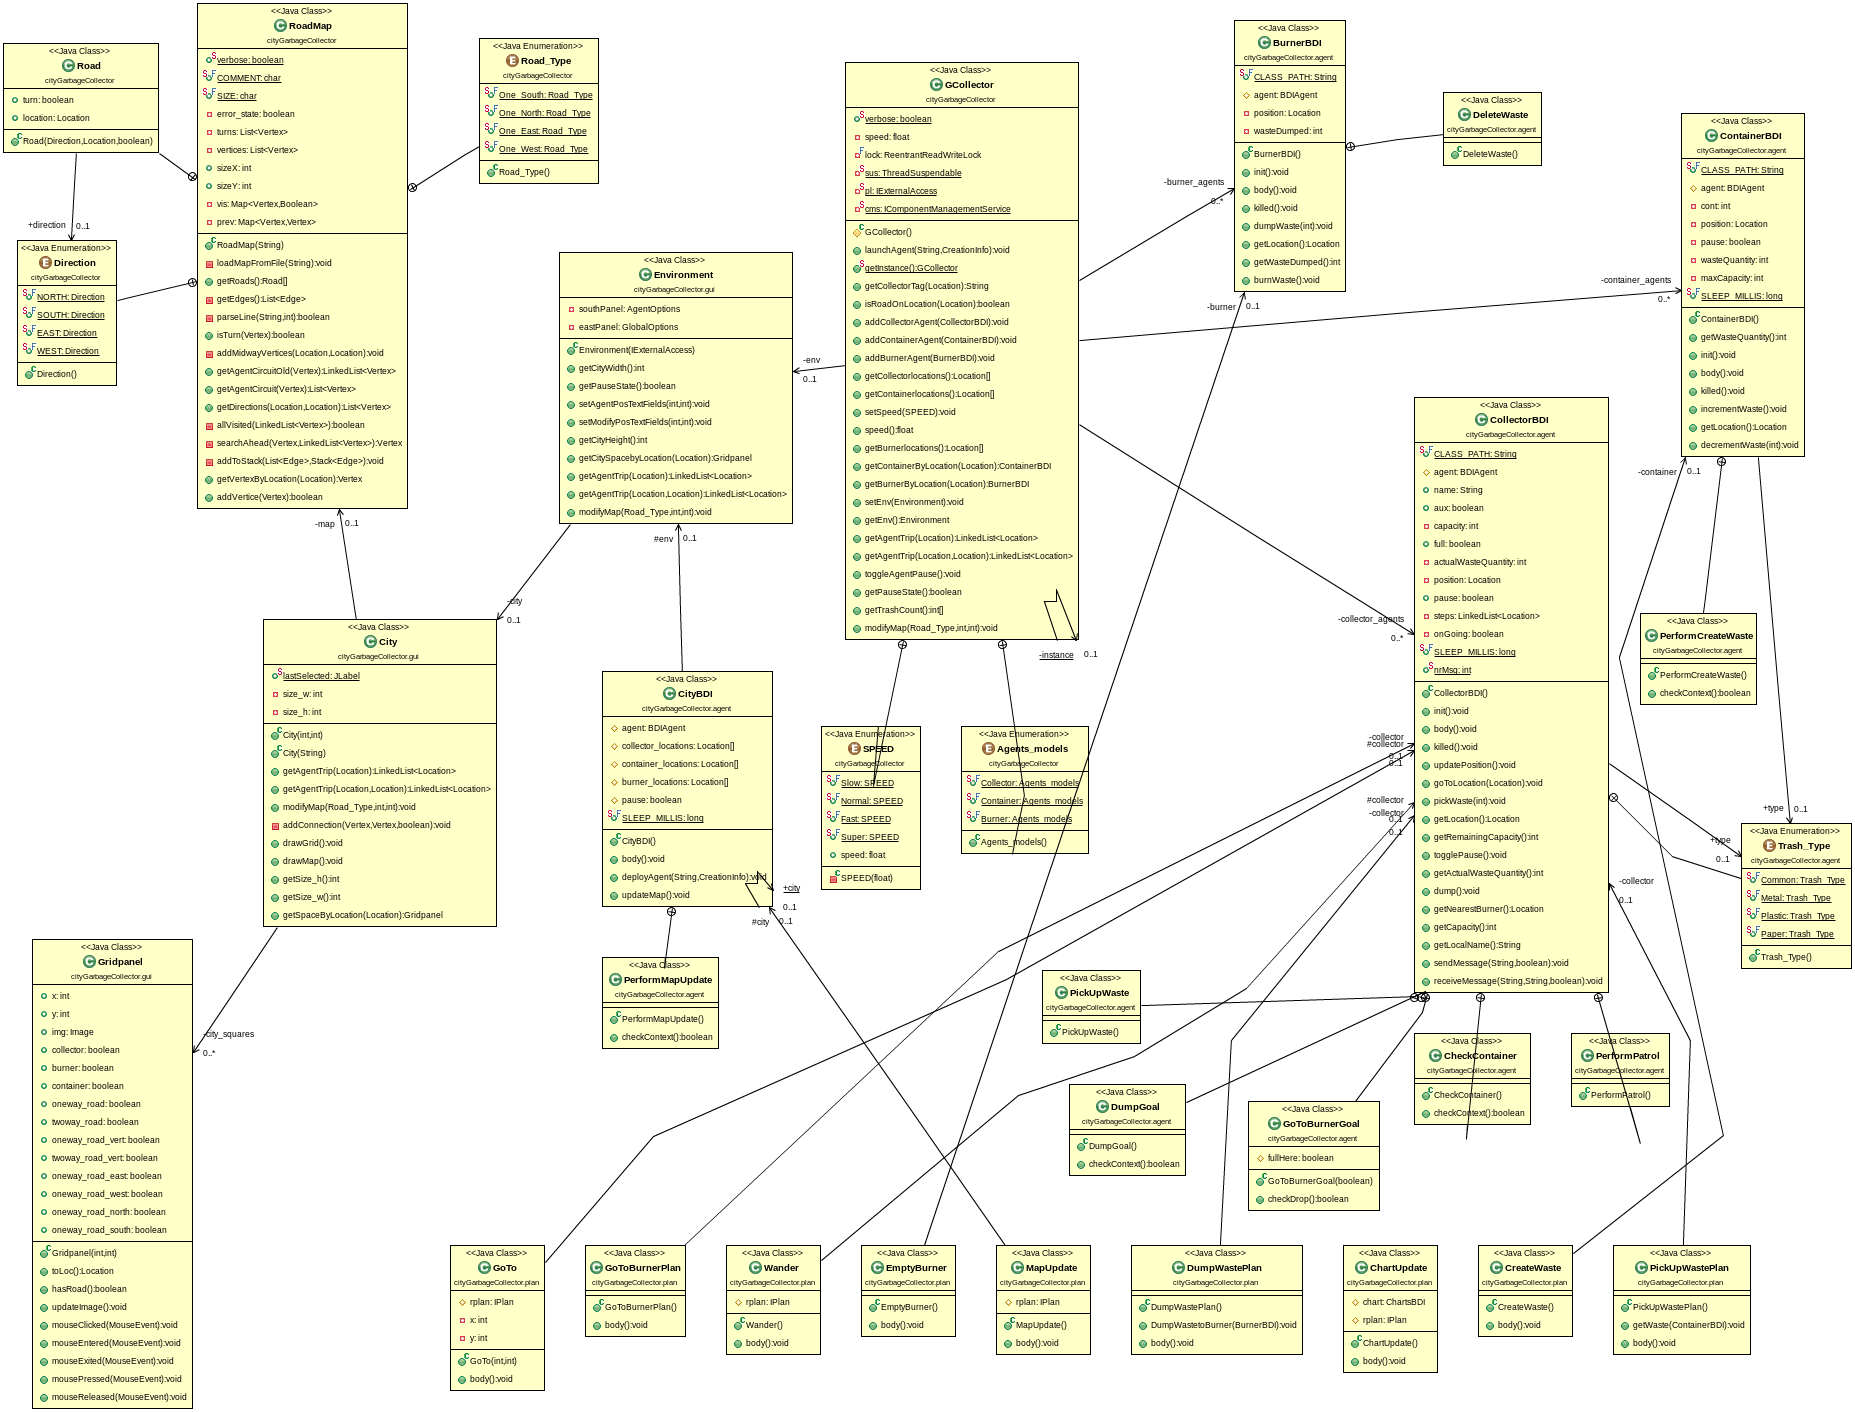 <<Java Class>>
Road
cityGarbageCollector
turn: boolean
location: Location
Road(Direction,Location,boolean)
<<Java Class>>
RoadMap
cityGarbageCollector
verbose: boolean
COMMENT: char
SIZE: char
error_state: boolean
turns: List<Vertex>
vertices: List<Vertex>
sizeX: int
sizeY: int
vis: Map<Vertex,Boolean>
prev: Map<Vertex,Vertex>
RoadMap(String)
loadMapFromFile(String):void
getRoads():Road[]
getEdges():List<Edge>
parseLine(String,int):boolean
isTurn(Vertex):boolean
addMidwayVertices(Location,Location):void
getAgentCircuitOld(Vertex):LinkedList<Vertex>
getAgentCircuit(Vertex):List<Vertex>
getDirections(Location,Location):List<Vertex>
allVisited(LinkedList<Vertex>):boolean
searchAhead(Vertex,LinkedList<Vertex>):Vertex
addToStack(List<Edge>,Stack<Edge>):void
getVertexByLocation(Location):Vertex
addVertice(Vertex):boolean
<<Java Enumeration>>
Road_Type
cityGarbageCollector
One_South: Road_Type
One_North: Road_Type
One_East: Road_Type
One_West: Road_Type
Road_Type()
+direction
0..1
<<Java Enumeration>>
Direction
cityGarbageCollector
NORTH: Direction
SOUTH: Direction
EAST: Direction
WEST: Direction
Direction()
<<Java Class>>
Environment
cityGarbageCollector.gui
southPanel: AgentOptions
eastPanel: GlobalOptions
Environment(IExternalAccess)
getCityWidth():int
getPauseState():boolean
setAgentPosTextFields(int,int):void
setModifyPosTextFields(int,int):void
getCityHeight():int
getCitySpacebyLocation(Location):Gridpanel
getAgentTrip(Location):LinkedList<Location>
getAgentTrip(Location,Location):LinkedList<Location>
modifyMap(Road_Type,int,int):void
<<Java Class>>
GCollector
cityGarbageCollector
verbose: boolean
speed: float
lock: ReentrantReadWriteLock
sus: ThreadSuspendable
pl: IExternalAccess
cms: IComponentManagementService
GCollector()
launchAgent(String,CreationInfo):void
getInstance():GCollector
getCollectorTag(Location):String
isRoadOnLocation(Location):boolean
addCollectorAgent(CollectorBDI):void
addContainerAgent(ContainerBDI):void
addBurnerAgent(BurnerBDI):void
getCollectorlocations():Location[]
getContainerlocations():Location[]
setSpeed(SPEED):void
speed():float
getBurnerlocations():Location[]
getContainerByLocation(Location):ContainerBDI
getBurnerByLocation(Location):BurnerBDI
setEnv(Environment):void
getEnv():Environment
getAgentTrip(Location):LinkedList<Location>
getAgentTrip(Location,Location):LinkedList<Location>
toggleAgentPause():void
getPauseState():boolean
getTrashCount():int[]
modifyMap(Road_Type,int,int):void
-env
0..1
-instance
0..1
<<Java Class>>
BurnerBDI
cityGarbageCollector.agent
CLASS_PATH: String
agent: BDIAgent
position: Location
wasteDumped: int
BurnerBDI()
init():void
body():void
killed():void
dumpWaste(int):void
getLocation():Location
getWasteDumped():int
burnWaste():void
-burner_agents
0..*
-burner
0..1
<<Java Class>>
DeleteWaste
cityGarbageCollector.agent
DeleteWaste()
<<Java Class>>
ContainerBDI
cityGarbageCollector.agent
CLASS_PATH: String
agent: BDIAgent
cont: int
position: Location
pause: boolean
wasteQuantity: int
maxCapacity: int
SLEEP_MILLIS: long
ContainerBDI()
getWasteQuantity():int
init():void
body():void
killed():void
incrementWaste():void
getLocation():Location
decrementWaste(int):void
-container_agents
0..*
-container
0..1
<<Java Class>>
PerformCreateWaste
cityGarbageCollector.agent
PerformCreateWaste()
checkContext():boolean
<<Java Class>>
CollectorBDI
cityGarbageCollector.agent
CLASS_PATH: String
agent: BDIAgent
name: String
aux: boolean
capacity: int
full: boolean
actualWasteQuantity: int
position: Location
pause: boolean
steps: LinkedList<Location>
onGoing: boolean
SLEEP_MILLIS: long
nrMsg: int
CollectorBDI()
init():void
body():void
killed():void
updatePosition():void
goToLocation(Location):void
pickWaste(int):void
getLocation():Location
getRemainingCapacity():int
togglePause():void
getActualWasteQuantity():int
dump():void
getNearestBurner():Location
getCapacity():int
getLocalName():String
sendMessage(String,boolean):void
receiveMessage(String,String,boolean):void
-collector_agents
0..*
-collector
#collector
0..1
0..1
#collector
-collector
0..1
0..1
-collector
0..1
+type
0..1
+type
0..1
<<Java Enumeration>>
Trash_Type
cityGarbageCollector.agent
Common: Trash_Type
Metal: Trash_Type
Plastic: Trash_Type
Paper: Trash_Type
Trash_Type()
-map
0..1
<<Java Class>>
City
cityGarbageCollector.gui
lastSelected: JLabel
size_w: int
size_h: int
City(int,int)
City(String)
getAgentTrip(Location):LinkedList<Location>
getAgentTrip(Location,Location):LinkedList<Location>
modifyMap(Road_Type,int,int):void
addConnection(Vertex,Vertex,boolean):void
drawGrid():void
drawMap():void
getSize_h():int
getSize_w():int
getSpaceByLocation(Location):Gridpanel
-city
0..1
#env
0..1
<<Java Class>>
CityBDI
cityGarbageCollector.agent
agent: BDIAgent
collector_locations: Location[]
container_locations: Location[]
burner_locations: Location[]
pause: boolean
SLEEP_MILLIS: long
CityBDI()
body():void
deployAgent(String,CreationInfo):void
updateMap():void
+city
0..1
#city
0..1
<<Java Enumeration>>
SPEED
cityGarbageCollector
Slow: SPEED
Normal: SPEED
Fast: SPEED
Super: SPEED
speed: float
SPEED(float)
<<Java Enumeration>>
Agents_models
cityGarbageCollector
Collector: Agents_models
Container: Agents_models
Burner: Agents_models
Agents_models()
<<Java Class>>
Gridpanel
cityGarbageCollector.gui
x: int
y: int
img: Image
collector: boolean
burner: boolean
container: boolean
oneway_road: boolean
twoway_road: boolean
oneway_road_vert: boolean
twoway_road_vert: boolean
oneway_road_east: boolean
oneway_road_west: boolean
oneway_road_north: boolean
oneway_road_south: boolean
Gridpanel(int,int)
toLoc():Location
hasRoad():boolean
updateImage():void
mouseClicked(MouseEvent):void
mouseEntered(MouseEvent):void
mouseExited(MouseEvent):void
mousePressed(MouseEvent):void
mouseReleased(MouseEvent):void
-city_squares
0..*
<<Java Class>>
PerformMapUpdate
cityGarbageCollector.agent
PerformMapUpdate()
checkContext():boolean
<<Java Class>>
PickUpWaste
cityGarbageCollector.agent
PickUpWaste()
<<Java Class>>
DumpGoal
cityGarbageCollector.agent
DumpGoal()
checkContext():boolean
<<Java Class>>
GoToBurnerGoal
cityGarbageCollector.agent
fullHere: boolean
GoToBurnerGoal(boolean)
checkDrop():boolean
<<Java Class>>
CheckContainer
cityGarbageCollector.agent
CheckContainer()
checkContext():boolean
<<Java Class>>
PerformPatrol
cityGarbageCollector.agent
PerformPatrol()
<<Java Class>>
GoTo
cityGarbageCollector.plan
rplan: IPlan
x: int
y: int
GoTo(int,int)
body():void
<<Java Class>>
GoToBurnerPlan
cityGarbageCollector.plan
GoToBurnerPlan()
body():void
<<Java Class>>
Wander
cityGarbageCollector.plan
rplan: IPlan
Wander()
body():void
<<Java Class>>
EmptyBurner
cityGarbageCollector.plan
EmptyBurner()
body():void
<<Java Class>>
MapUpdate
cityGarbageCollector.plan
rplan: IPlan
MapUpdate()
body():void
<<Java Class>>
DumpWastePlan
cityGarbageCollector.plan
DumpWastePlan()
DumpWastetoBurner(BurnerBDI):void
body():void
<<Java Class>>
ChartUpdate
cityGarbageCollector.plan
chart: ChartsBDI
rplan: IPlan
ChartUpdate()
body():void
<<Java Class>>
CreateWaste
cityGarbageCollector.plan
CreateWaste()
body():void
<<Java Class>>
PickUpWastePlan
cityGarbageCollector.plan
PickUpWastePlan()
getWaste(ContainerBDI):void
body():void